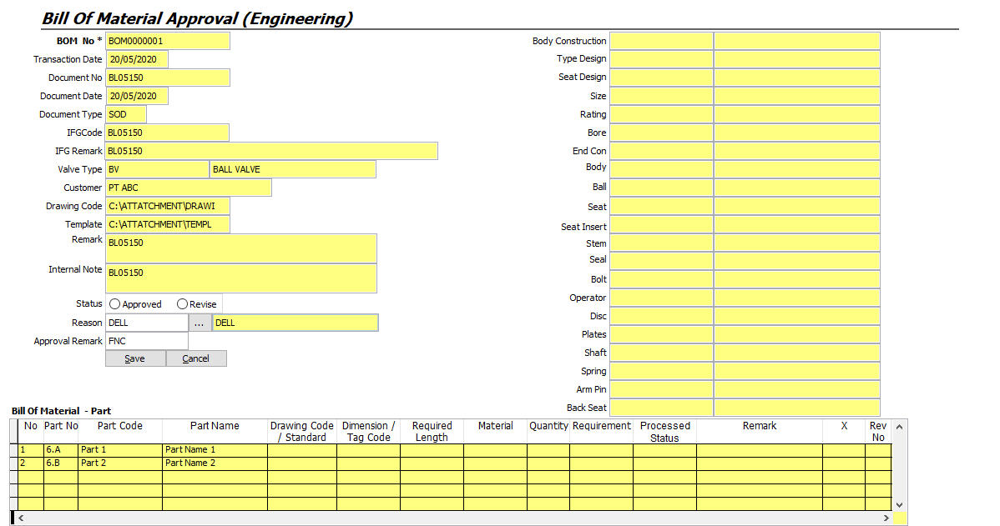 Bill Of Material Approval (Engineering)
BOM No * BOM0000001
Transaction Date 20/05/2020
Document No BL05150
Document Date 20/05/2020
Document Type SOD
IFGCode BL05150
IFG Remark BL05150
Valve Type BV BALL VALVE
Customer PT ABC
Drawing Code C:\ATTATCHMENT\DRAWI
Template C:\ATTATCHMENT\TEMPL
Remark BL05150
Internal Note BL05150
Status Approved Revise
Reason DELL ... DELL
Approval Remark FNC
Save Cancel
Body Construction
Type Design
Seat Design
Size
Rating
Bore
End Con
Body
Ball
Seat
Seat Insert
Stem
Seal
Bolt
Operator
Disc
Plates
Shaft
Spring
Arm Pin
Back Seat
Bill Of Material - Part
No Part No Part Code Part Name Drawing Code Dimension / Required Material Quantity Requirement Processed Remark X Rev
/ Standard Tag Code Length Status No
1 6.A Part 1 Part Name 1
2 6.B Part 2 Part Name 2